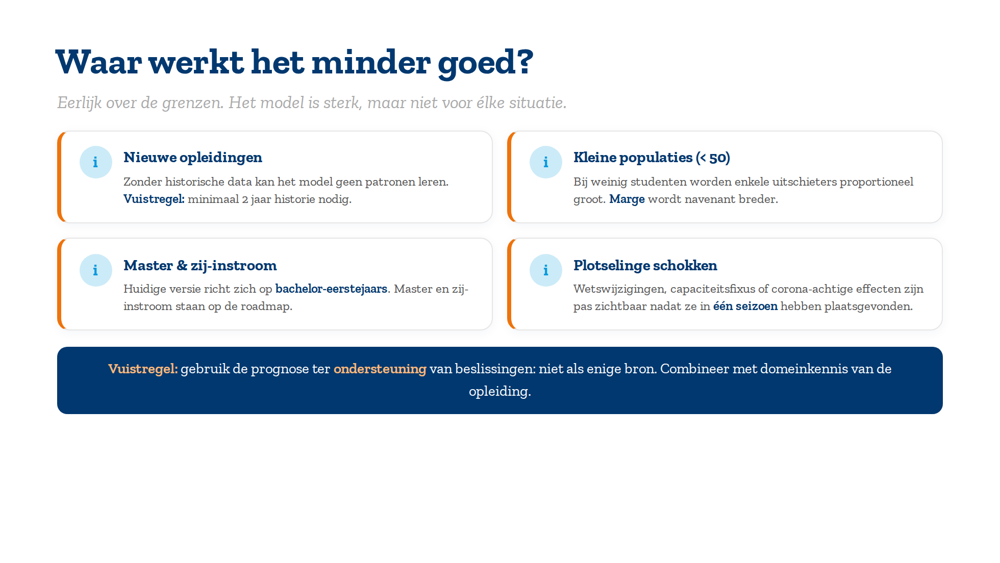 Waar werkt het minder goed?
Eerlijk over de grenzen. Het model is sterk, maar niet voor élke situatie.
i
Nieuwe opleidingen
Zonder historische data kan het model geen patronen leren.
Vuistregel: minimaal 2 jaar historie nodig.
i
Kleine populaties (< 50)
Bij weinig studenten worden enkele uitschieters proportioneel
groot. Marge wordt navenant breder.
i
Master & zij-instroom
Huidige versie richt zich op bachelor-eerstejaars. Master en zij-
instroom staan op de roadmap.
i
Plotselinge schokken
Wetswijzigingen, capaciteitsfixus of corona-achtige effecten zijn
pas zichtbaar nadat ze in één seizoen hebben plaatsgevonden.
Vuistregel: gebruik de prognose ter ondersteuning van beslissingen: niet als enige bron. Combineer met domeinkennis van de
opleiding.